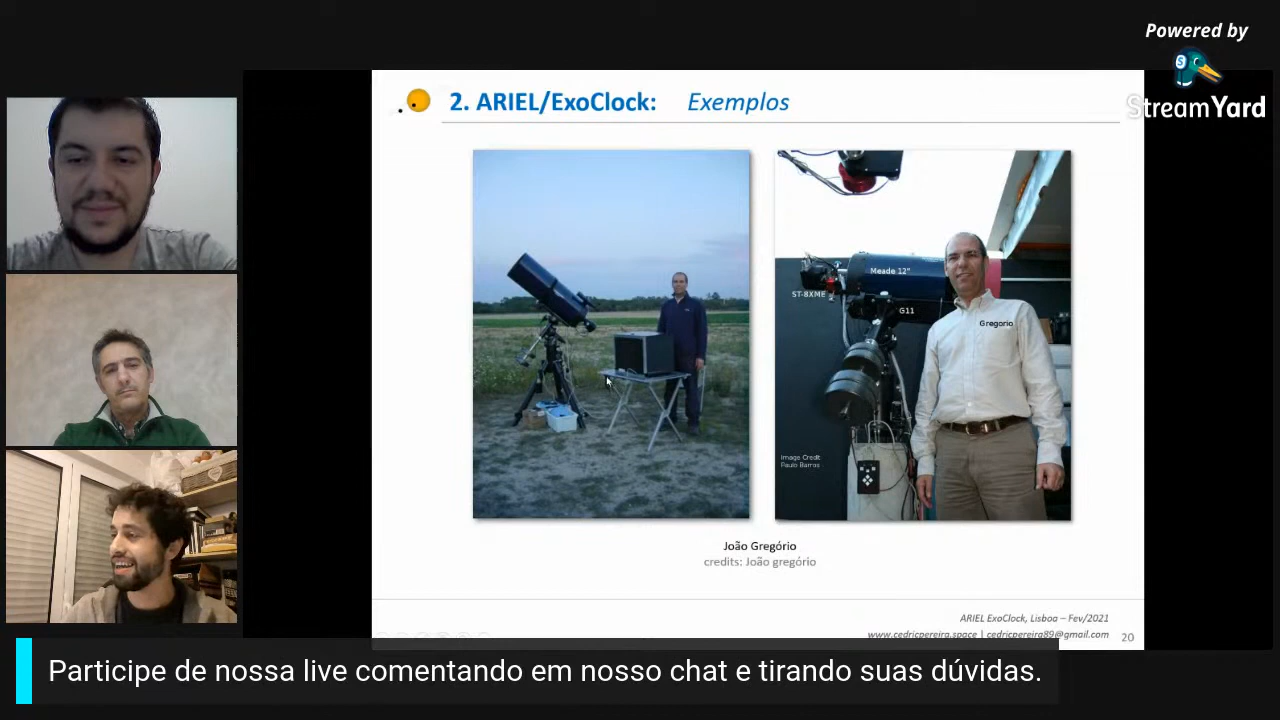 Powered by
StreamYard
2. ARIEL/ExoClock: Exemplos
Meade 12"
ST-8XME
G11
Gregorio
Image Credt
Paulo Barros
João Gregório
credits: João gregório
ARIEL ExoClock, Lisboa – Fev/2021
www.cedricpereira.space | cedricpereira89@gmail.com
20
Participe de nossa live comentando em nosso chat e tirando suas dúvidas.